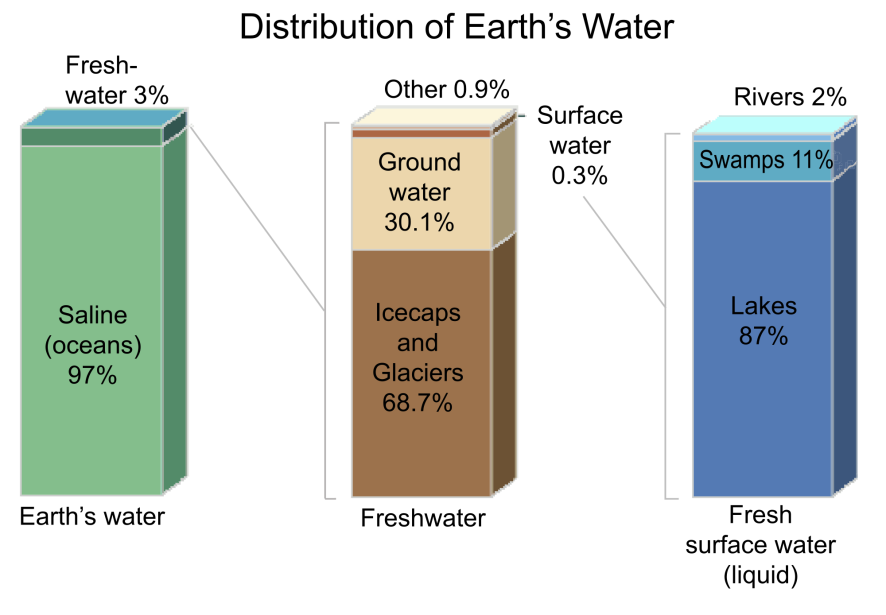 Distribution of Earth's Water
Fresh-
water 3%
Saline
(oceans)
97%
Earth's water
Other 0.9%
Surface
water
0.3%
Ground
water
30.1%
Icecaps
and
Glaciers
68.7%
Freshwater
Rivers 2%
Swamps 11%
Lakes
87%
Fresh
surface water
(liquid)